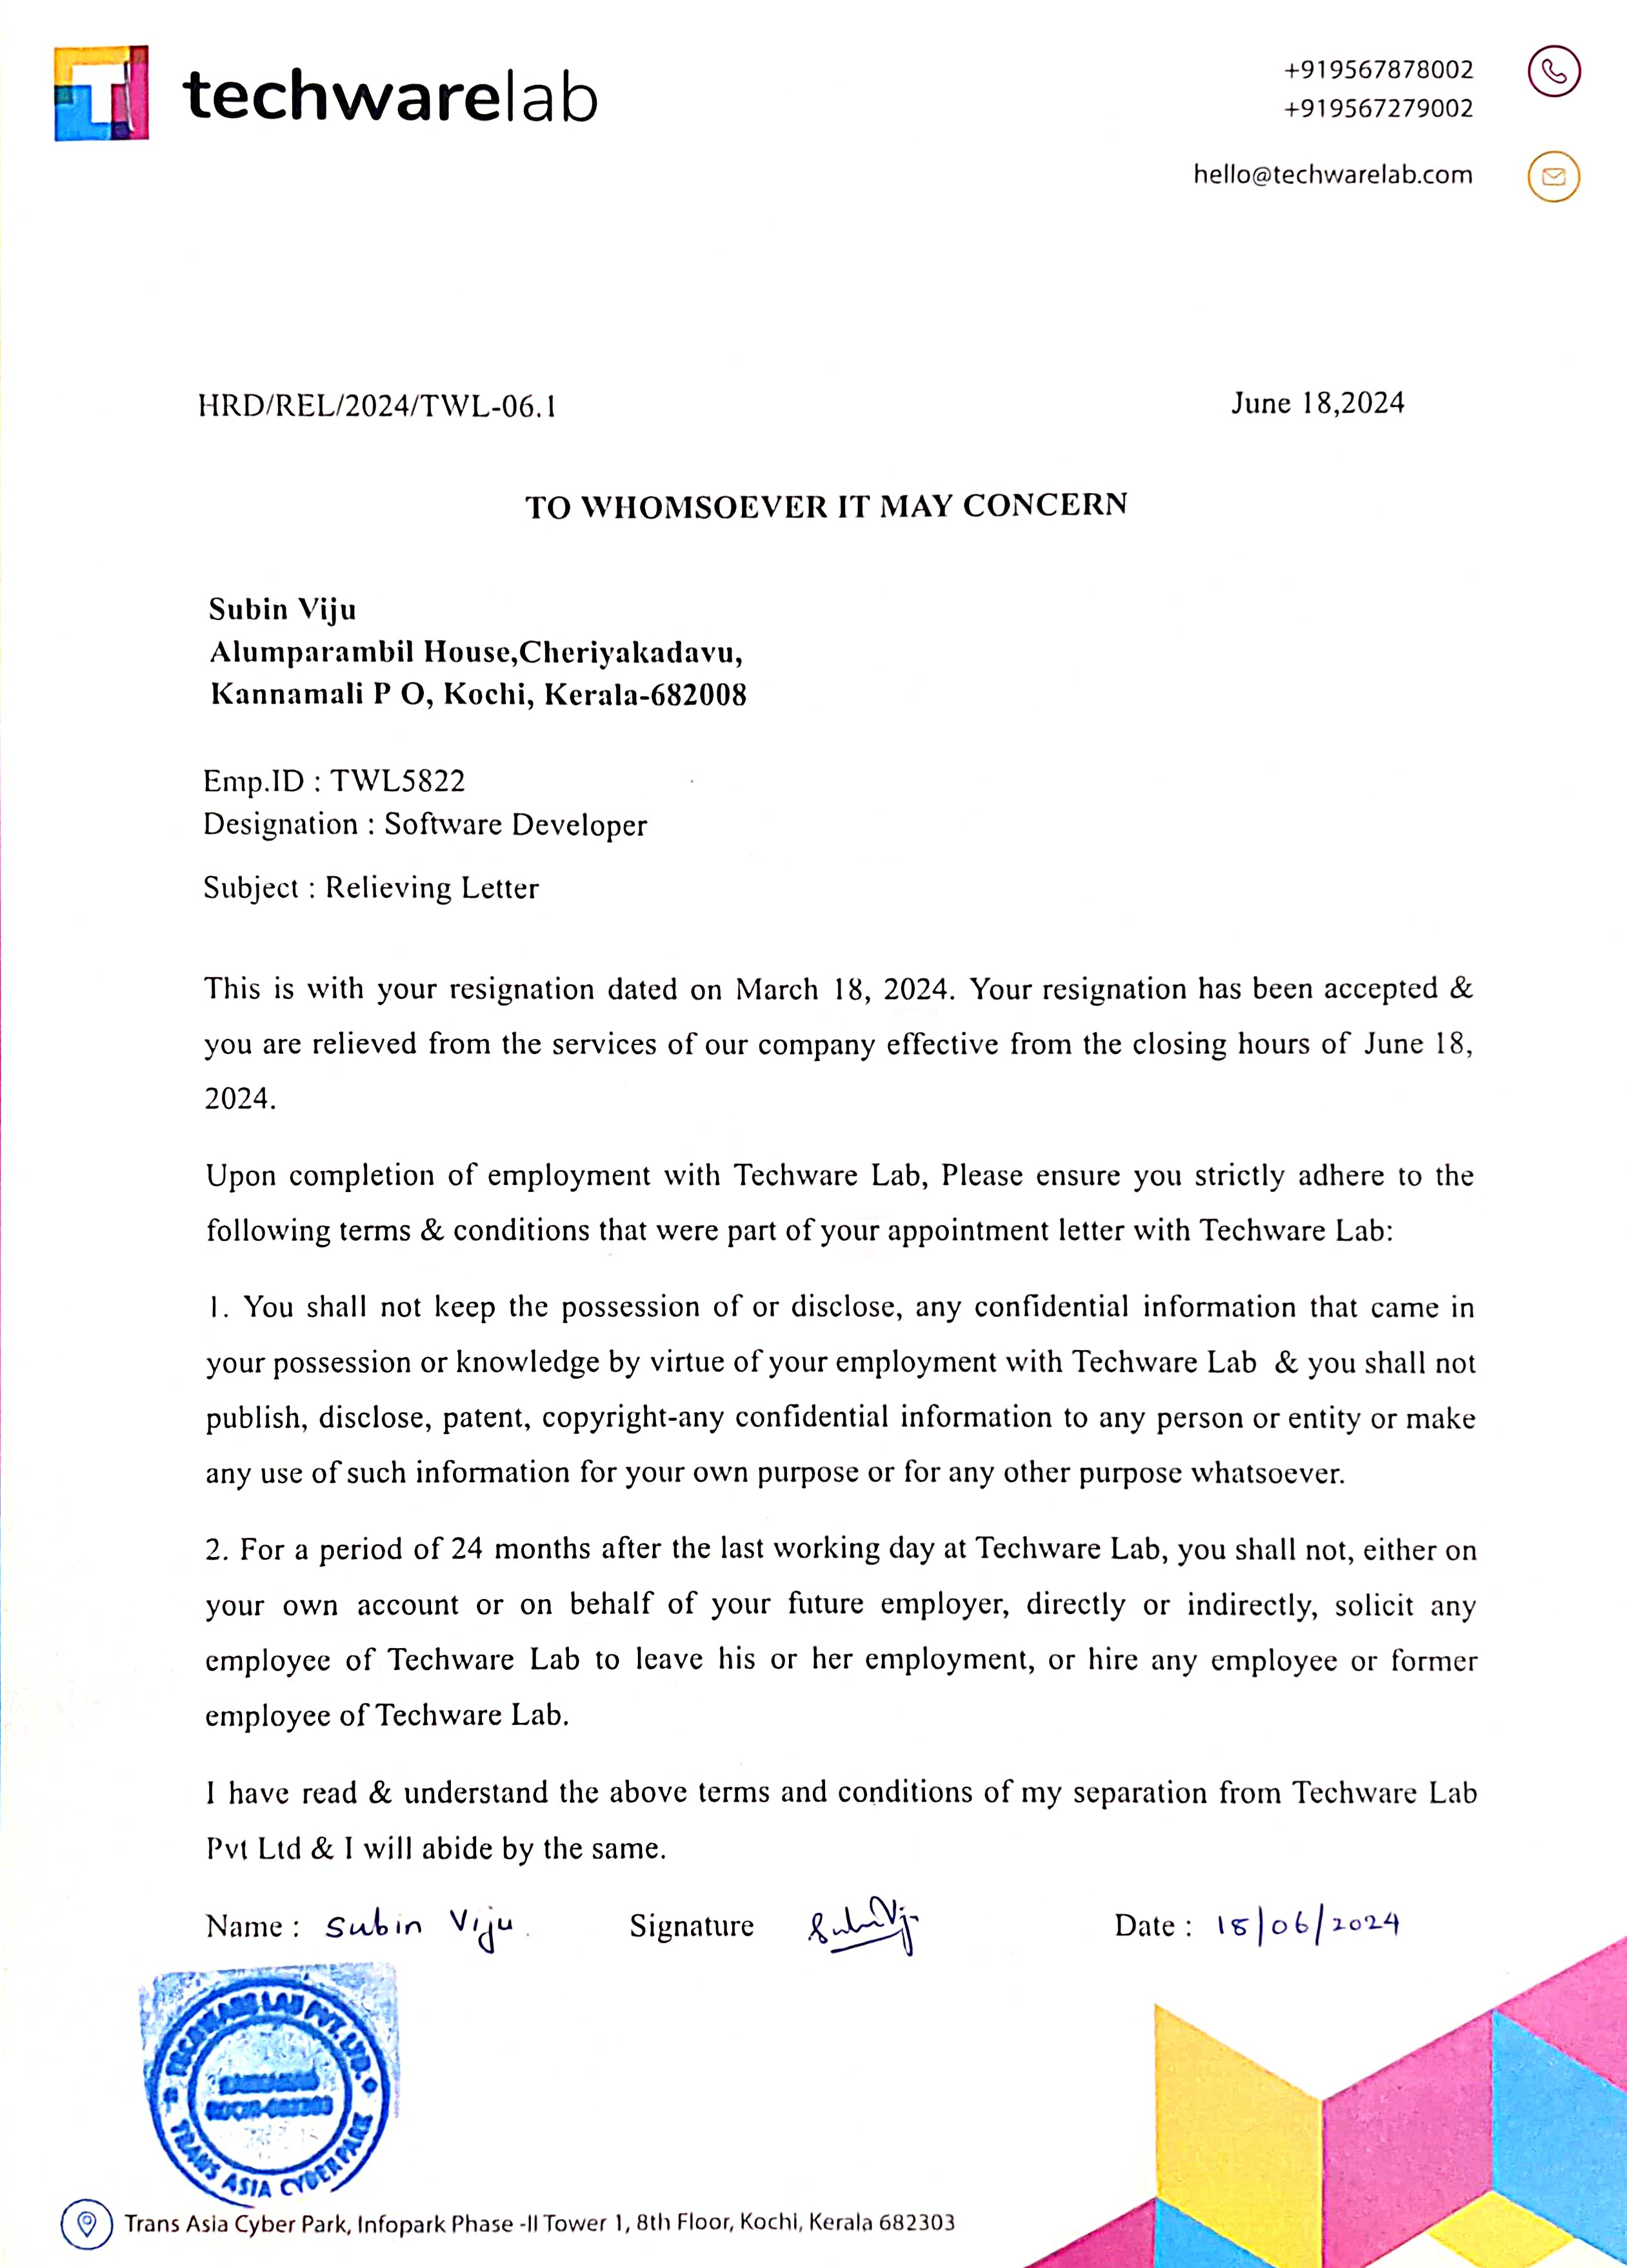 techwarelab
+919567878002
+919567279002
hello@techwarelab.com
HRD/REL/2024/TWL-06.1
June 18,2024
TO WHOMSOEVER IT MAY CONCERN
Subin Viju
Alumparambil House,Cheriyakadavu,
Kannamali P O, Kochi, Kerala-682008
Emp.ID : TWL5822
Designation : Software Developer
Subject : Relieving Letter
This is with your resignation dated on March 18, 2024. Your resignation has been accepted &
you are relieved from the services of our company effective from the closing hours of June 18,
2024.
Upon completion of employment with Techware Lab, Please ensure you strictly adhere to the
following terms & conditions that were part of your appointment letter with Techware Lab:
1. You shall not keep the possession of or disclose, any confidential information that came in
your possession or knowledge by virtue of your employment with Techware Lab & you shall not
publish, disclose, patent, copyright-any confidential information to any person or entity or make
any use of such information for your own purpose or for any other purpose whatsoever.
2. For a period of 24 months after the last working day at Techware Lab, you shall not, either on
your own account or on behalf of your future employer, directly or indirectly, solicit any
employee of Techware Lab to leave his or her employment, or hire any employee or former
employee of Techware Lab.
I have read & understand the above terms and conditions of my separation from Techware Lab
Pvt Ltd & I will abide by the same.
Name : Subin Viju Signature Subin Vij Date : 18/06/2024
TECHWARE LAB PVT. LTD.
TRANS ASIA CYBERPARK
Trans Asia Cyber Park, Infopark Phase -II Tower 1, 8th Floor, Kochi, Kerala 682303